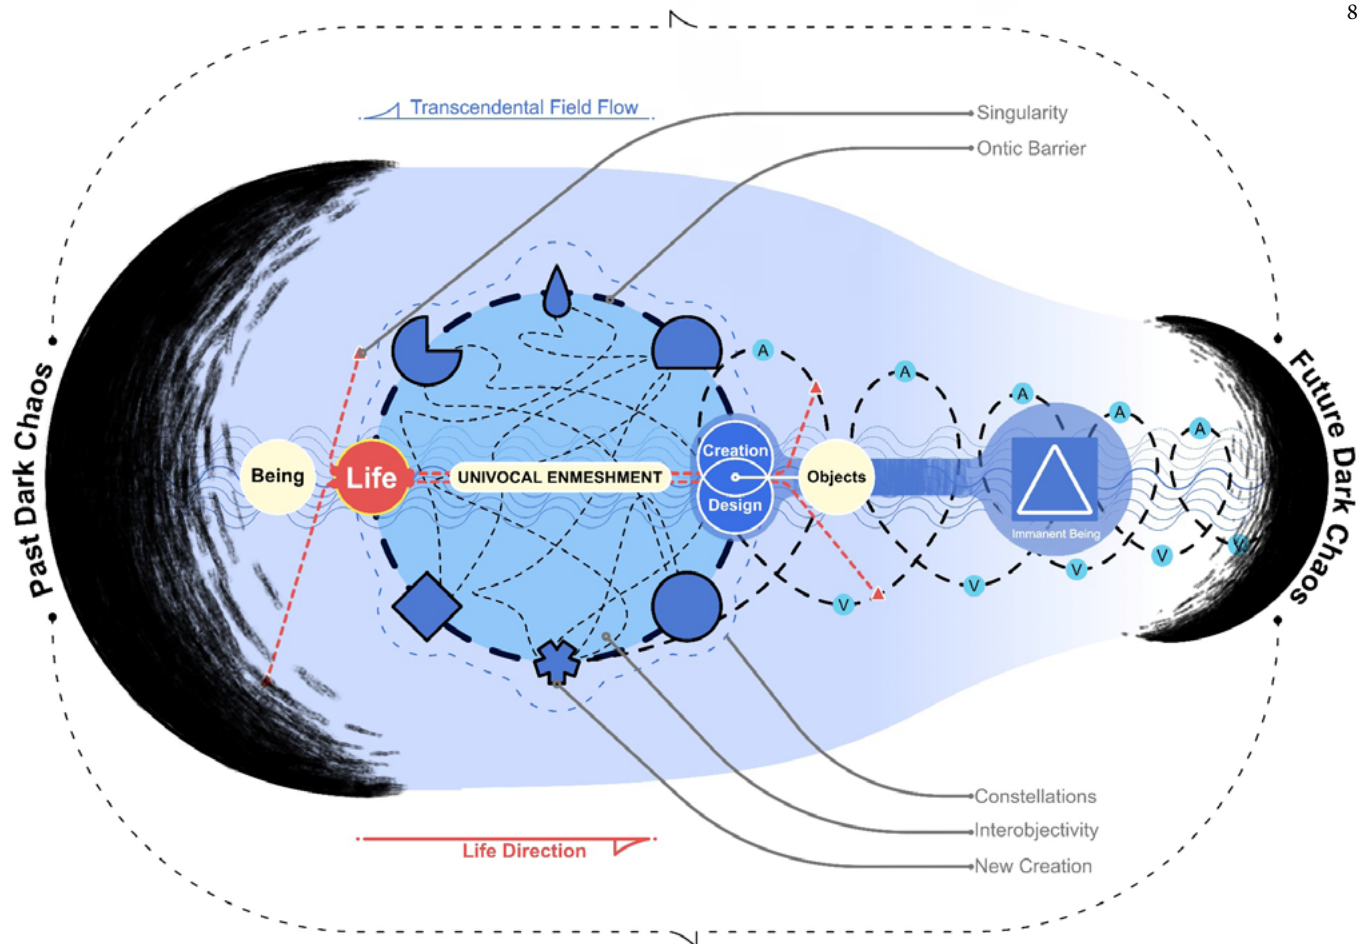 8
Transcendental Field Flow
Singularity
Ontic Barrier
Past Dark Chaos
Future Dark Chaos
A
A
A
A
A
Being
Life
UNIVOCAL ENMESHMENT
Creation
Design
Objects
Immanent Being
V
V
V
V
V
Constellations
Interobjectivity
New Creation
Life Direction